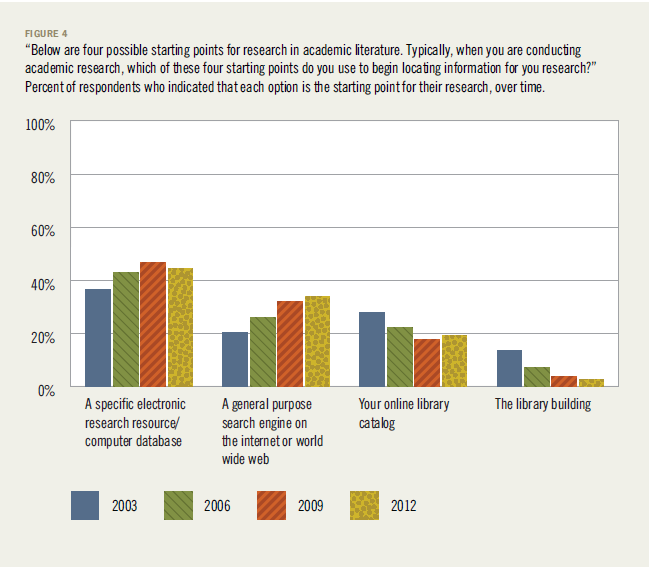 FIGURE 4
“Below are four possible starting points for research in academic literature. Typically, when you are conducting
academic research, which of these four starting points do you use to begin locating information for you research?”
Percent of respondents who indicated that each option is the starting point for their research, over time.
100%
80%
60%
40%
20%
0%
A specific electronic
research resource/
computer database
A general purpose
search engine on
the internet or world
wide web
Your online library
catalog
The library building
2003
2006
2009
2012